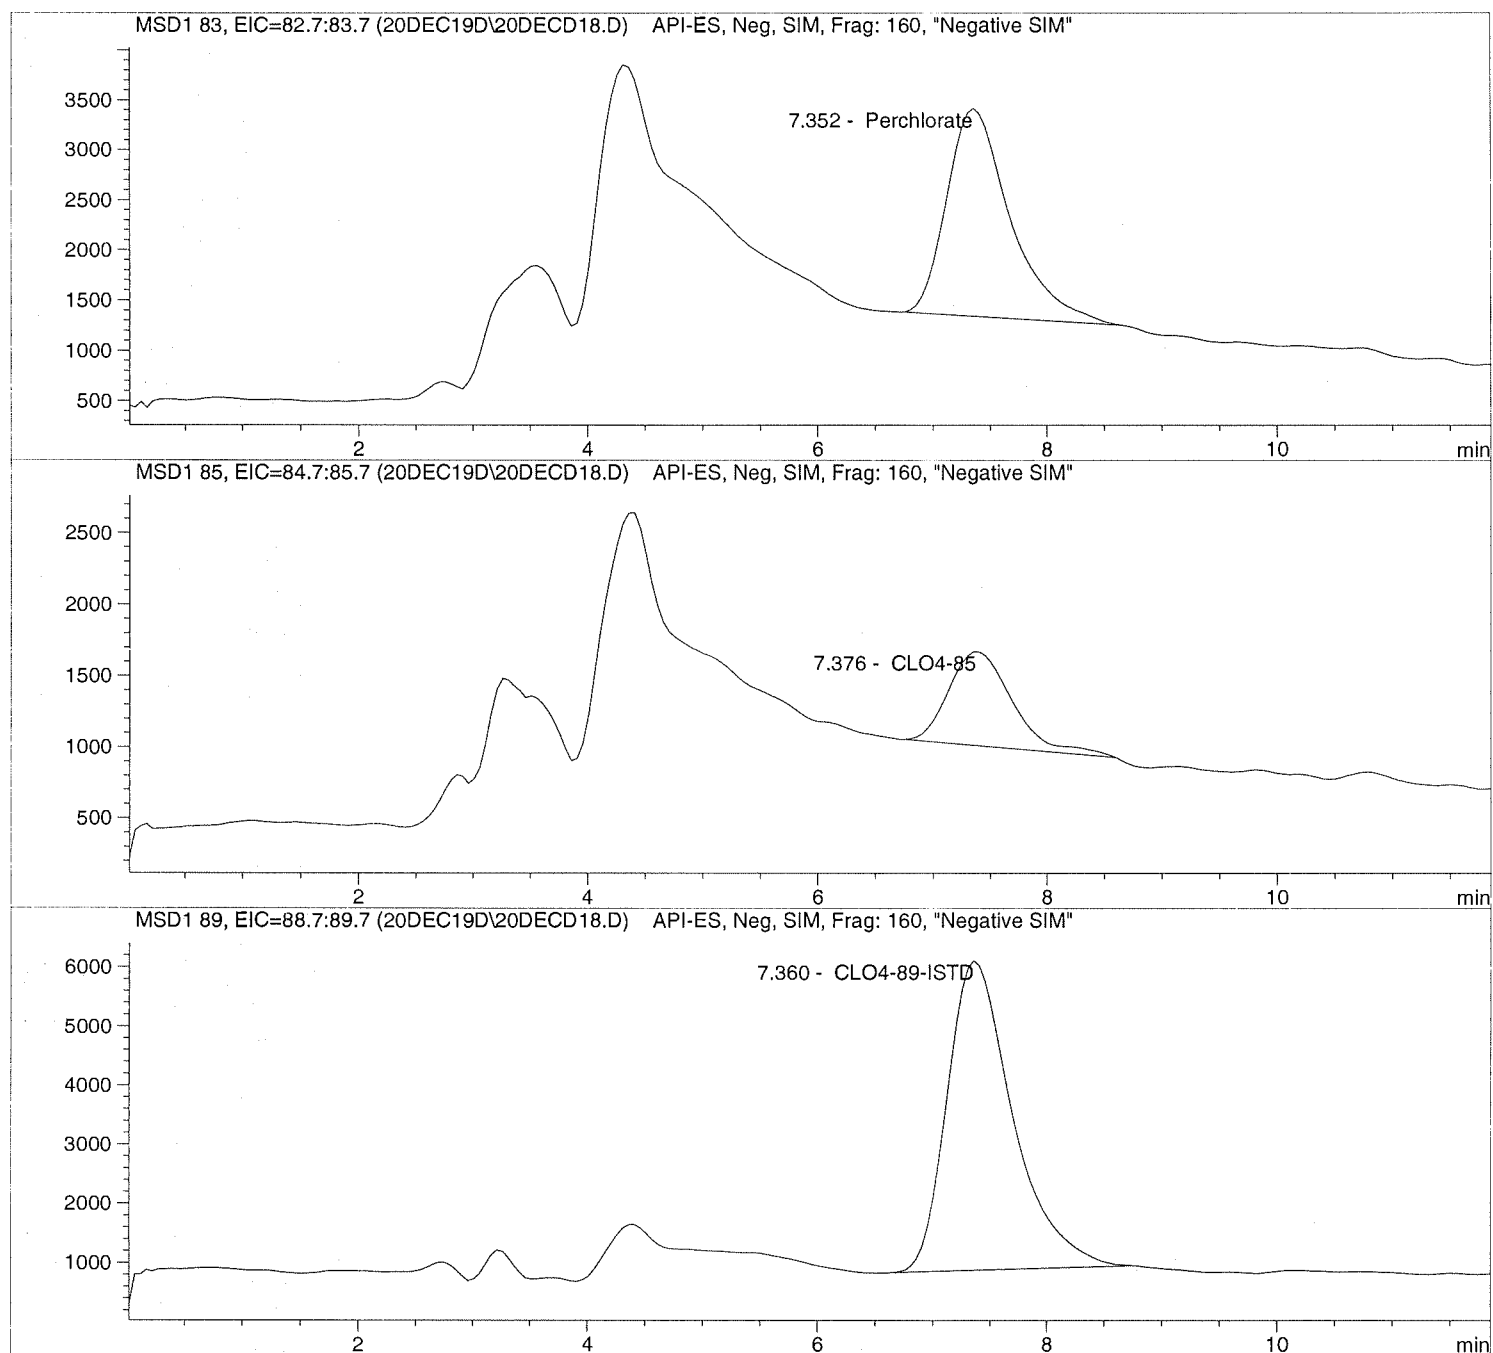 MSD1 83, EIC=82.7:83.7 (20DEC19D\20DECD18.D) API-ES, Neg, SIM, Frag: 160, "Negative SIM"
3500
7.352 - Perchlorate
3000
2500
2000
1500
1000
500
2 4 6 8 10 min
MSD1 85, EIC=84.7:85.7 (20DEC19D\20DECD18.D) API-ES, Neg, SIM, Frag: 160, "Negative SIM"
2500
2000
7.376 - CLO4-85
1500
1000
500
2 4 6 8 10 min
MSD1 89, EIC=88.7:89.7 (20DEC19D\20DECD18.D) API-ES, Neg, SIM, Frag: 160, "Negative SIM"
6000
7.360 - CLO4-89-ISTD
5000
4000
3000
2000
1000
2 4 6 8 10 min